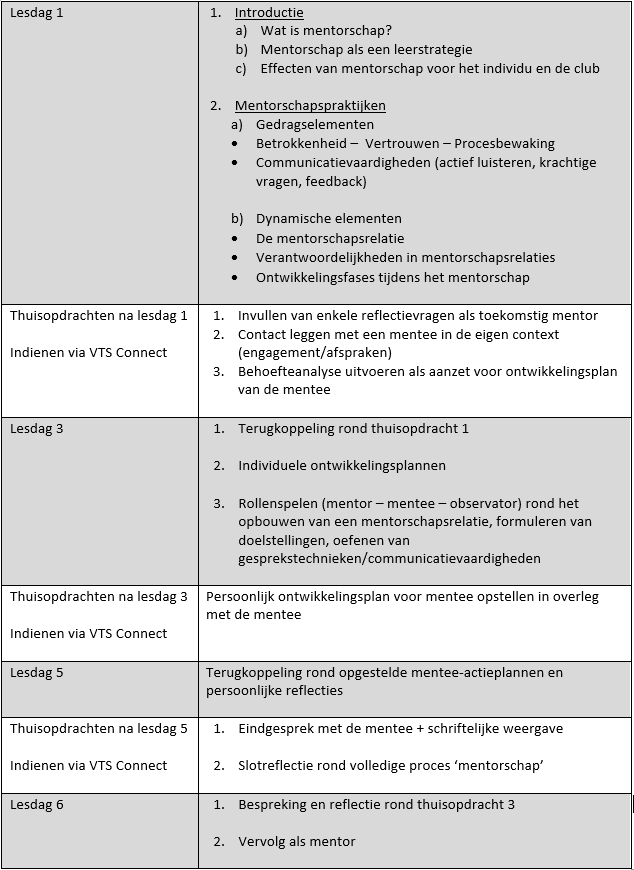 Lesdag 1
1. Introductie
a) Wat is mentorschap?
b) Mentorschap als een leerstrategie
c) Effecten van mentorschap voor het individu en de club
2. Mentorschapspraktijken
a) Gedragselementen
• Betrokkenheid – Vertrouwen – Procesbewaking
• Communicatievaardigheden (actief luisteren, krachtige
vragen, feedback)
b) Dynamische elementen
• De mentorschapsrelatie
• Verantwoordelijkheden in mentorschapsrelaties
• Ontwikkelingsfases tijdens het mentorschap
Thuisopdrachten na lesdag 1
Indienen via VTS Connect
1. Invullen van enkele reflectievragen als toekomstig mentor
2. Contact leggen met een mentee in de eigen context
(engagement/afspraken)
3. Behoefteanalyse uitvoeren als aanzet voor ontwikkelingsplan
van de mentee
Lesdag 3
1. Terugkoppeling rond thuisopdracht 1
2. Individuele ontwikkelingsplannen
3. Rollenspelen (mentor – mentee – observator) rond het
opbouwen van een mentorschapsrelatie, formuleren van
doelstellingen, oefenen van
gesprekstechnieken/communicatievaardigheden
Thuisopdrachten na lesdag 3
Indienen via VTS Connect
Persoonlijk ontwikkelingsplan voor mentee opstellen in overleg
met de mentee
Lesdag 5
Terugkoppeling rond opgestelde mentee-actieplannen en
persoonlijke reflecties
Thuisopdrachten na lesdag 5
Indienen via VTS Connect
1. Eindgesprek met de mentee + schriftelijke weergave
2. Slotreflectie rond volledige proces ‘mentorschap’
Lesdag 6
1. Bespreking en reflectie rond thuisopdracht 3
2. Vervolg als mentor